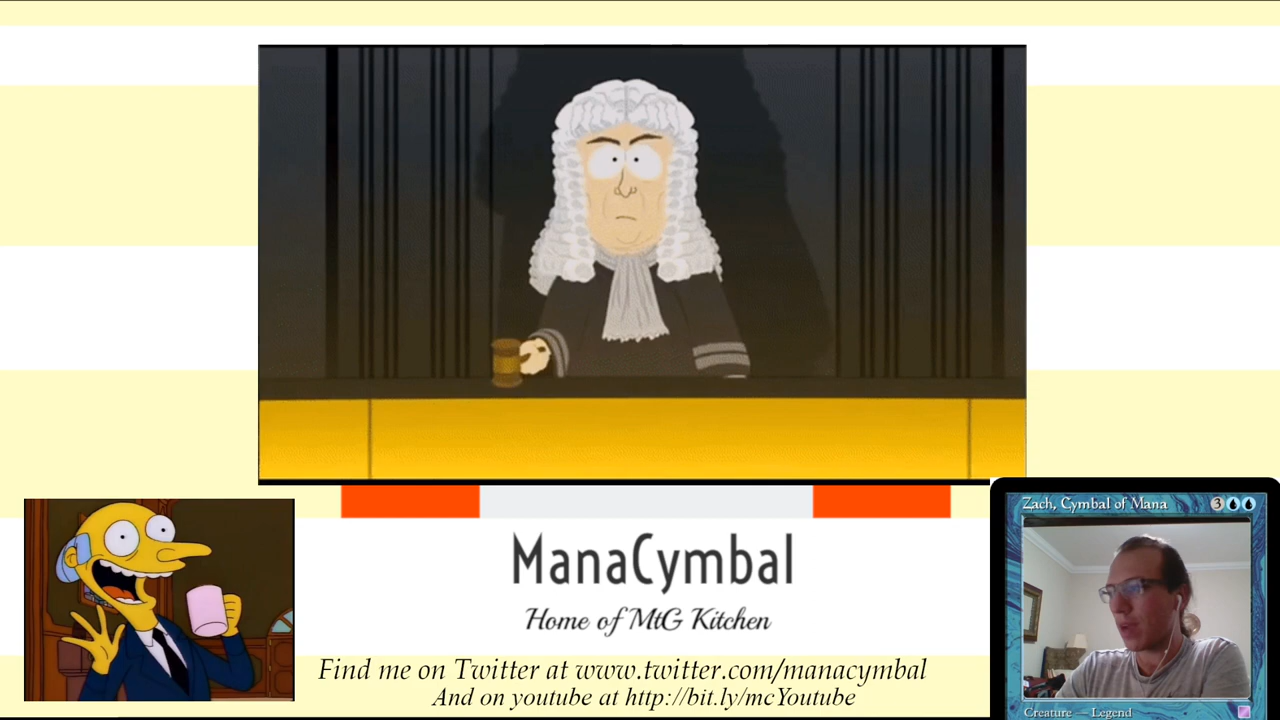 Zach, Cymbal of Mana 3
ManaCymbal
Home of MtG Kitchen
Find me on Twitter at www.twitter.com/manacymbal
And on youtube at http://bit.ly/mcYoutube
Creature — Legend